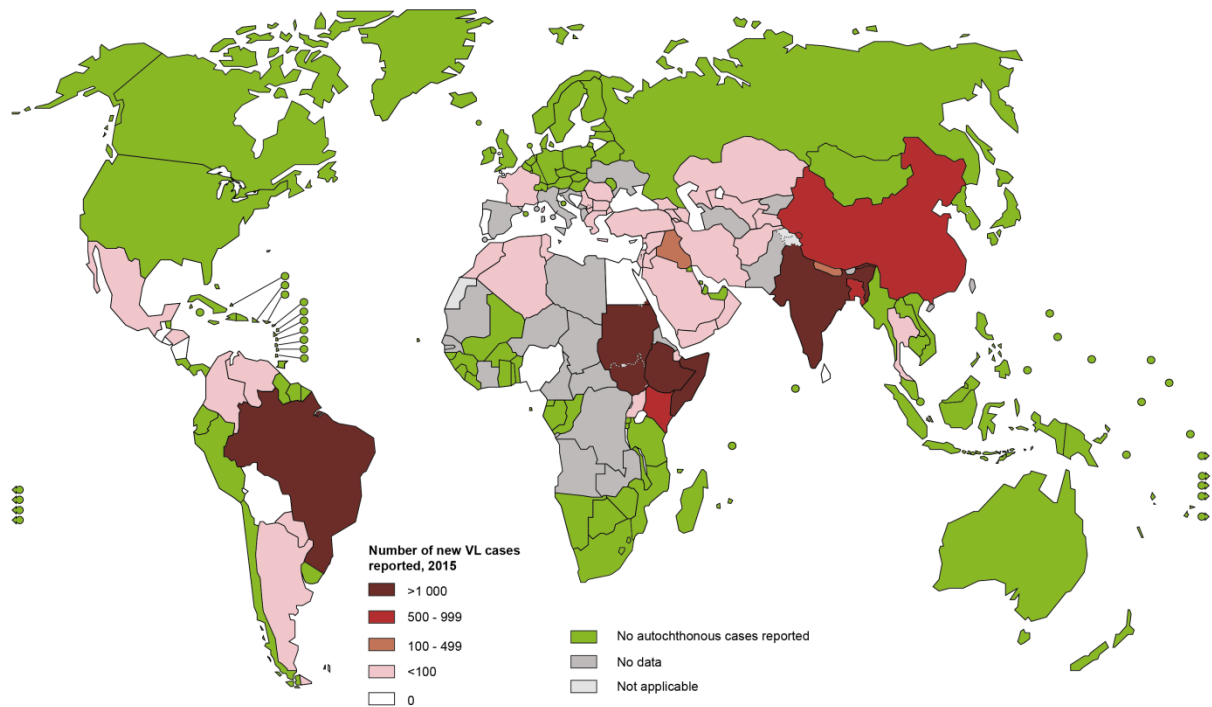 Number of new VL cases
reported, 2015
>1 000
500 - 999
100 - 499
<100
0
No autochthonous cases reported
No data
Not applicable